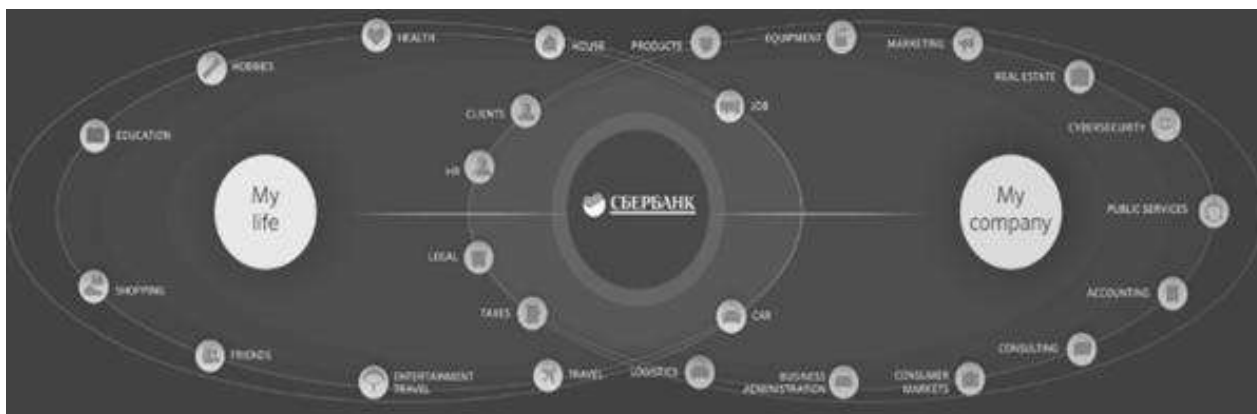 HEALTH
HOUSE
PRODUCTS
EQUIPMENT
MARKETING
HOBBIES
REAL ESTATE
CLIENTS
JOB
EDUCATION
CYBERSECURITY
HR
My
life
СБЕРБАНК
My
company
PUBLIC SERVICES
LEGAL
SHOPPING
ACCOUNTING
TAXES
CAR
FRIENDS
CONSULTING
ENTERTAINMENT
TRAVEL
TRAVEL
LOGISTICS
BUSINESS
ADMINISTRATION
CONSUMER
MARKETS